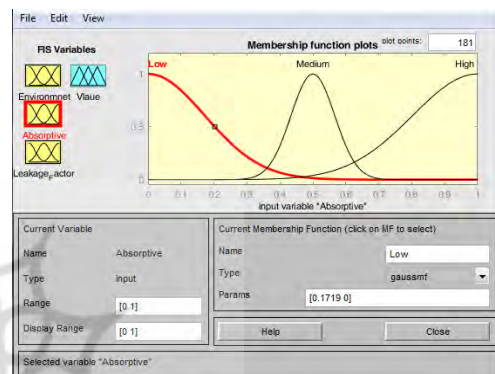 File Edit View
FIS Variables
Membership function plots plot points: 181
Low Medium High
Environmnet Vlaue
Absorptive
Leakage_Factor
1
0.5
0
0 0.1 0.2 0.3 0.4 0.5 0.6 0.7 0.8 0.9 1
input variable "Absorptive"
Current Variable
Name Absorptive
Type input
Range [0 1]
Display Range [0 1]
Current Membership Function (click on MF to select)
Name Low
Type gaussmf
Params [0.1719 0]
Help Close
Selected variable "Absorptive"